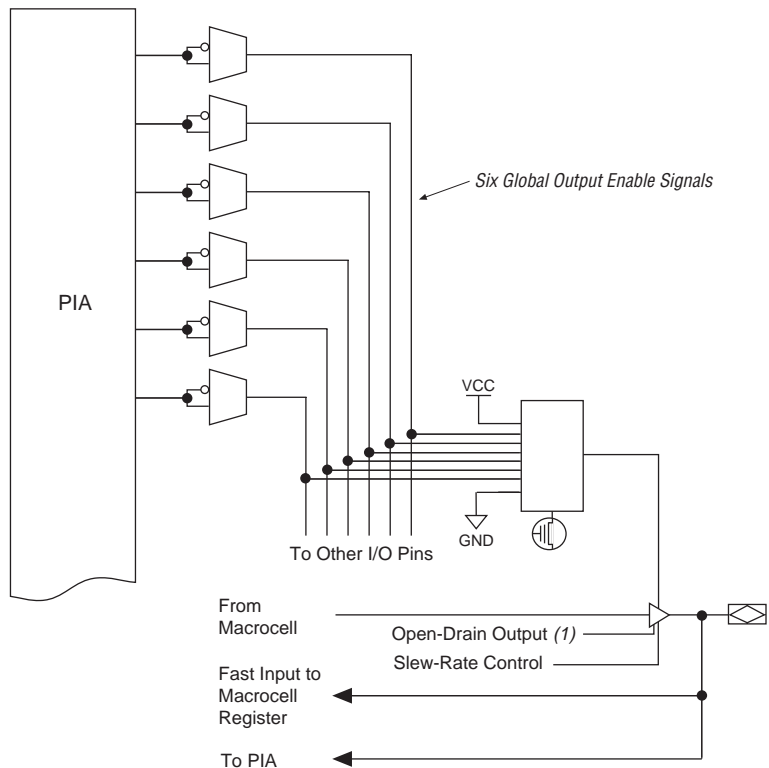 Six Global Output Enable Signals
PIA
VCC
GND
To Other I/O Pins
From
Macrocell
Open-Drain Output (1)
Slew-Rate Control
Fast Input to
Macrocell
Register
To PIA